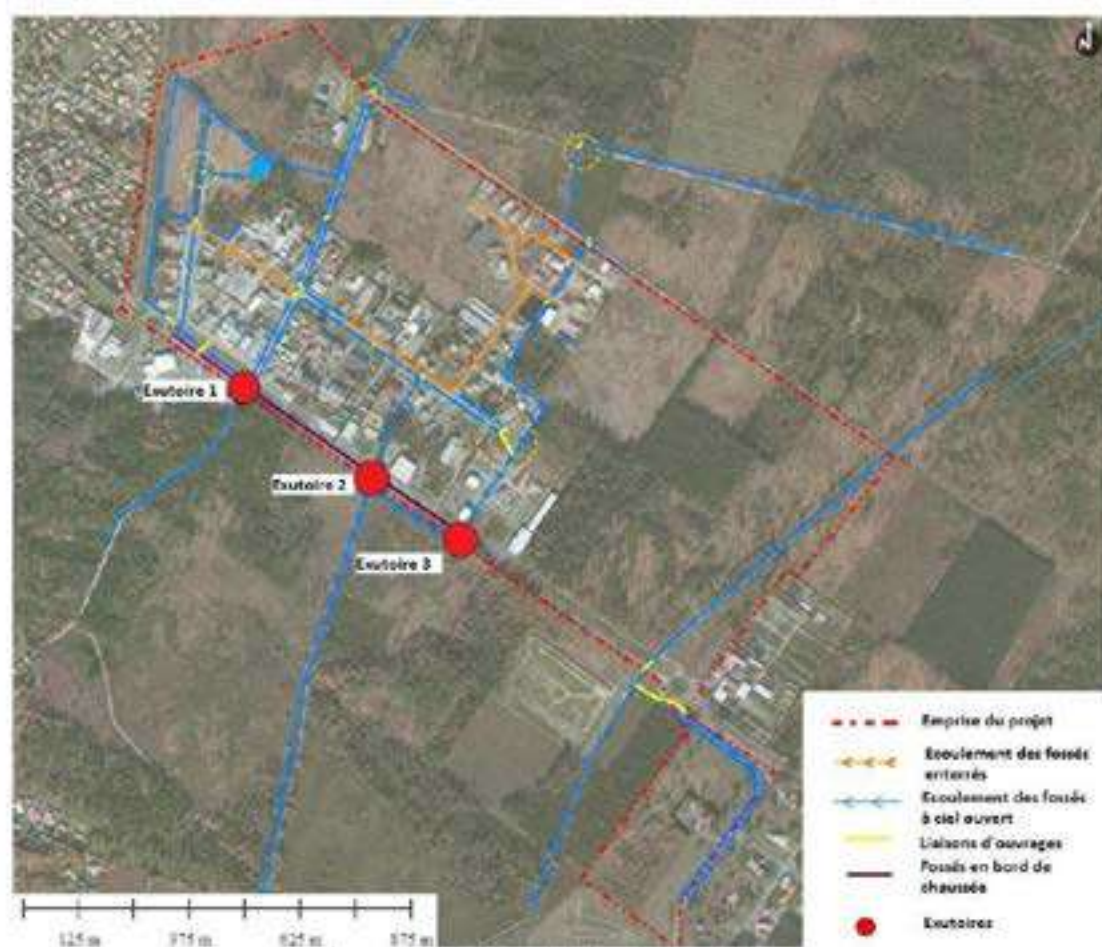 Exutoire 1
Exutoire 2
Exutoire 3
Emprise du projet
Ecoulement des fossés
enterrés
Ecoulement des fossés
à ciel ouvert
Liaisons d'ouvrages
Fossés en bord de
chaussée
Exutoires
125 m
375 m
625 m
875 m